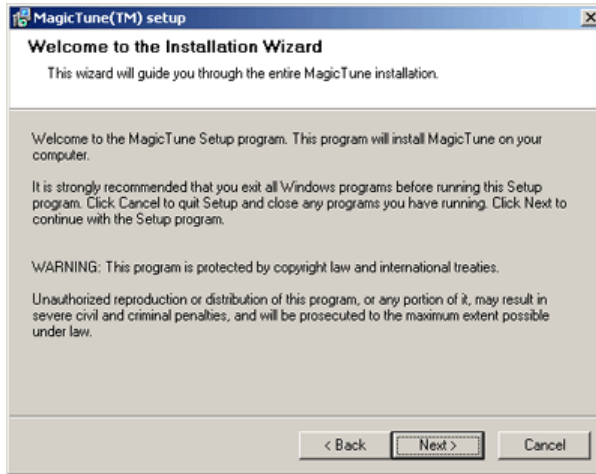 MagicTune(TM) setup
Welcome to the Installation Wizard
This wizard will guide you through the entire MagicTune installation.
Welcome to the MagicTune Setup program. This program will install MagicTune on your
computer.
It is strongly recommended that you exit all Windows programs before running this Setup
program. Click Cancel to quit Setup and close any programs you have running. Click Next to
continue with the Setup program.
WARNING: This program is protected by copyright law and international treaties.
Unauthorized reproduction or distribution of this program, or any portion of it, may result in
severe civil and criminal penalties, and will be prosecuted to the maximum extent possible
under law.
< Back Next > Cancel